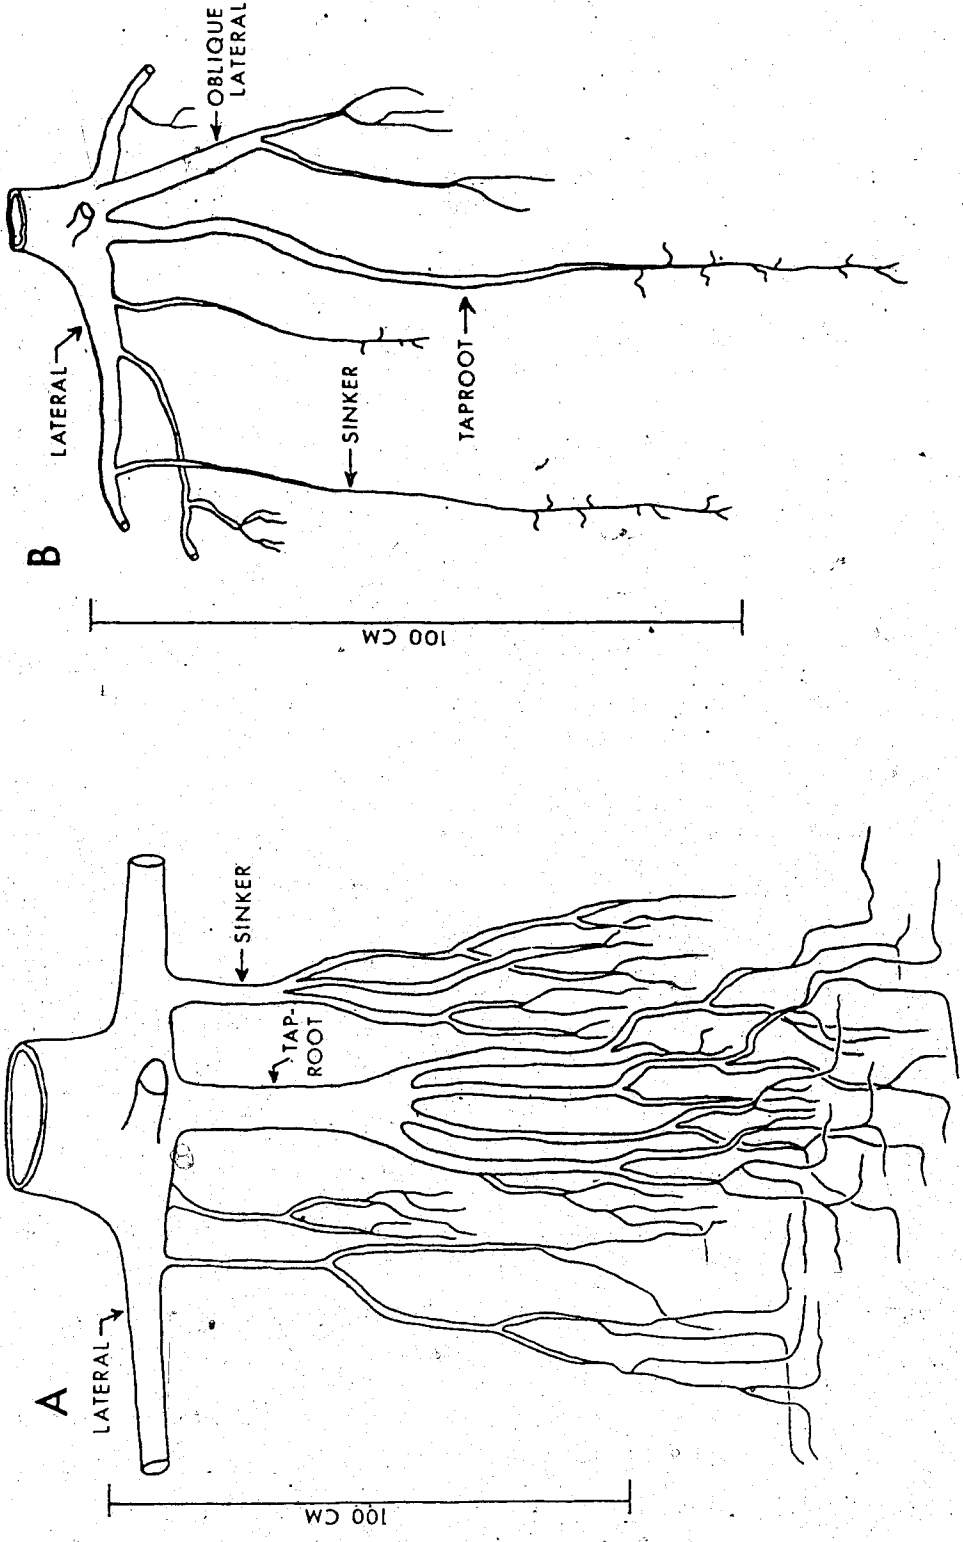 A
LATERAL
SINKER
TAP-
ROOT
100 CM
B
LATERAL
OBLIQUE
LATERAL
SINKER
TAPROOT
100 CM